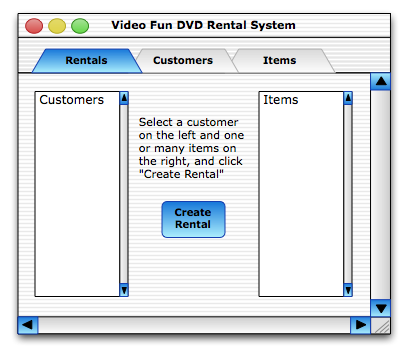 Video Fun DVD Rental System
Rentals
Customers
Items
Customers
Select a customer
on the left and one
or many items on
the right, and click
"Create Rental"
Create
Rental
Items